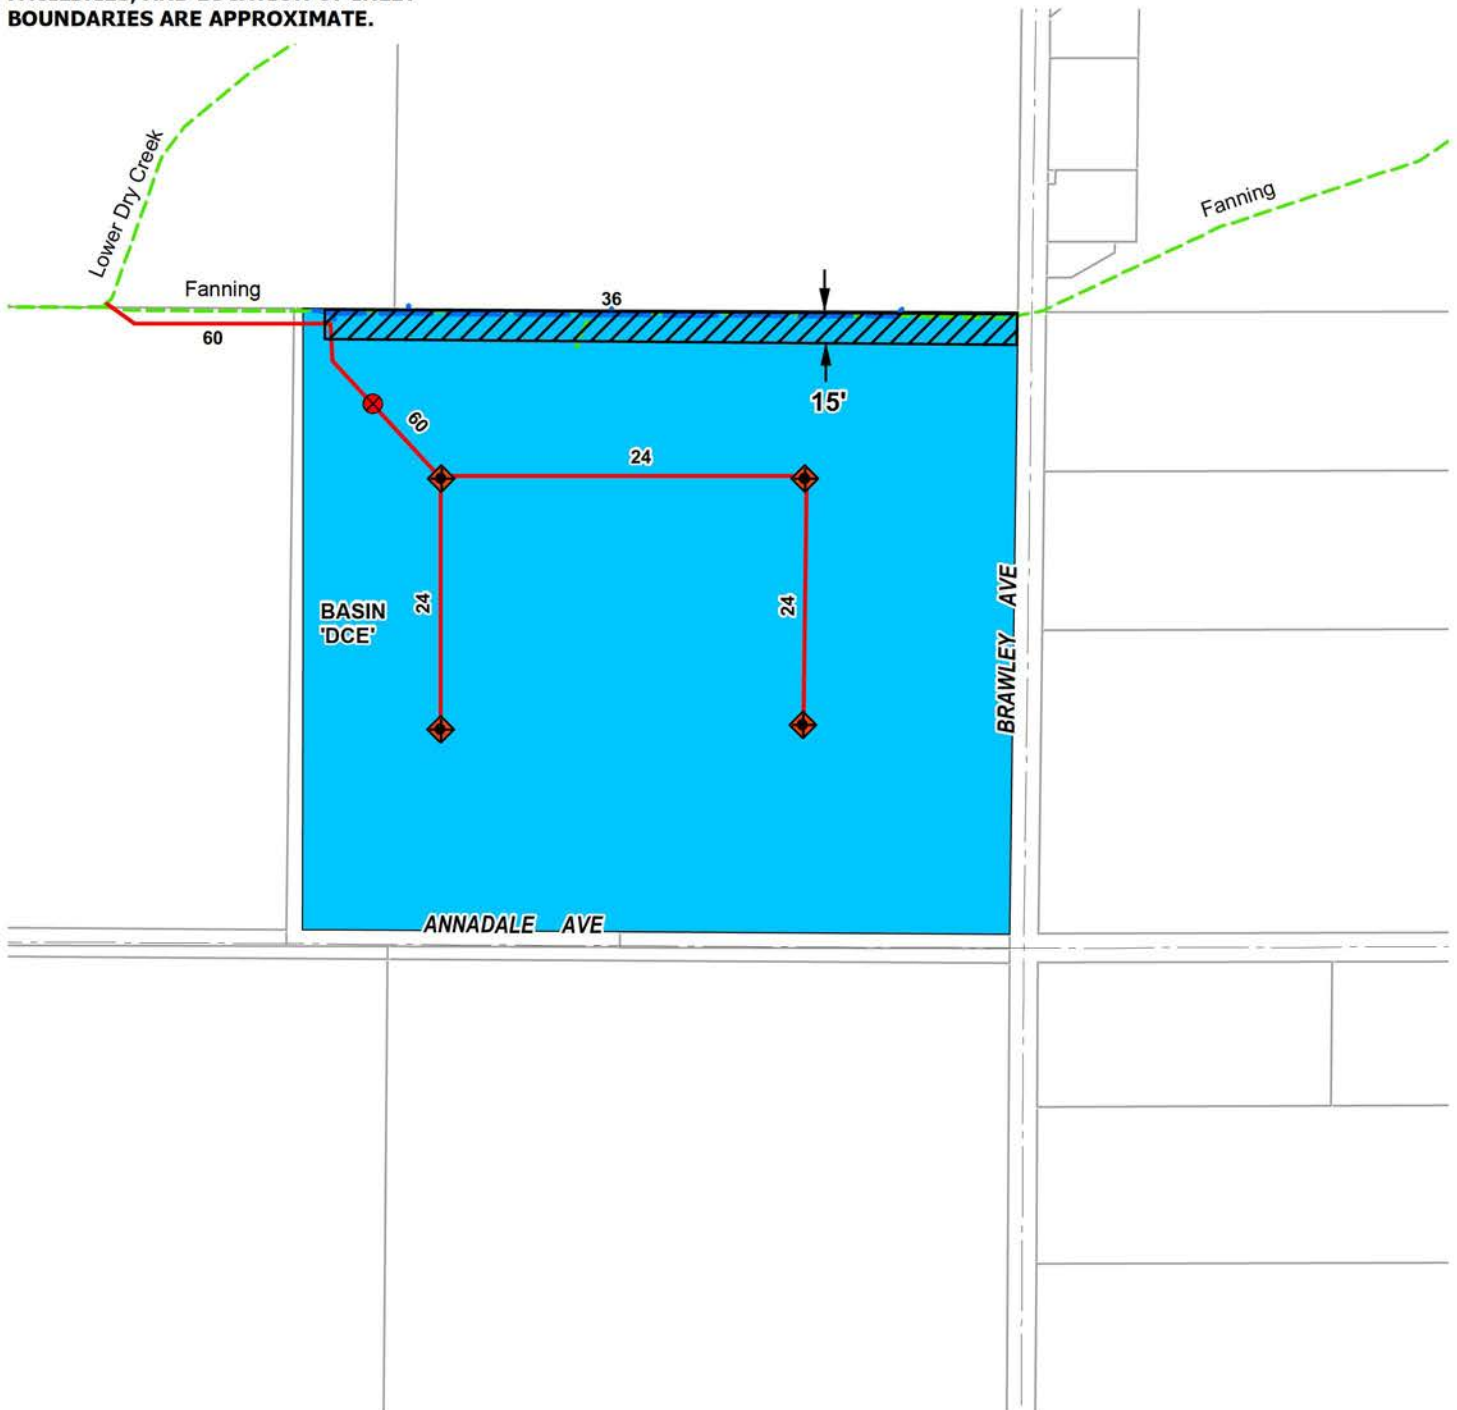 BOUNDARIES ARE APPROXIMATE.
Lower Dry Creek
Fanning
Fanning
36
60
15'
60
24
24
24
BASIN
'DCE'
BRAWLEY AVE
ANNADALE AVE